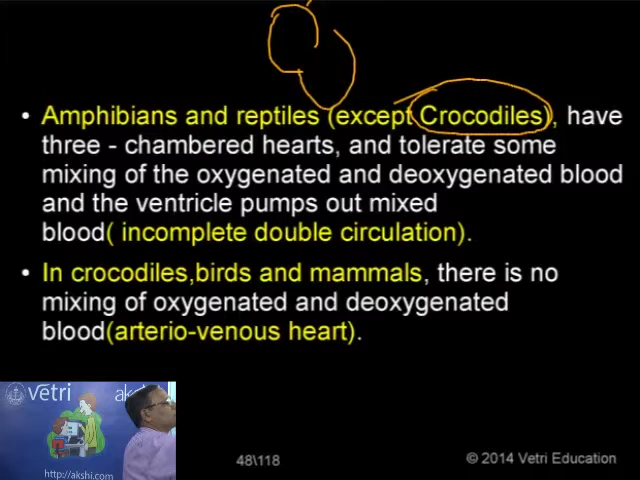 • Amphibians and reptiles (except Crocodiles), have
three - chambered hearts, and tolerate some
mixing of the oxygenated and deoxygenated blood
and the ventricle pumps out mixed
blood( incomplete double circulation).
• In crocodiles,birds and mammals, there is no
mixing of oxygenated and deoxygenated
blood(arterio-venous heart).
vetri
http://akshi.com
48\118
© 2014 Vetri Education